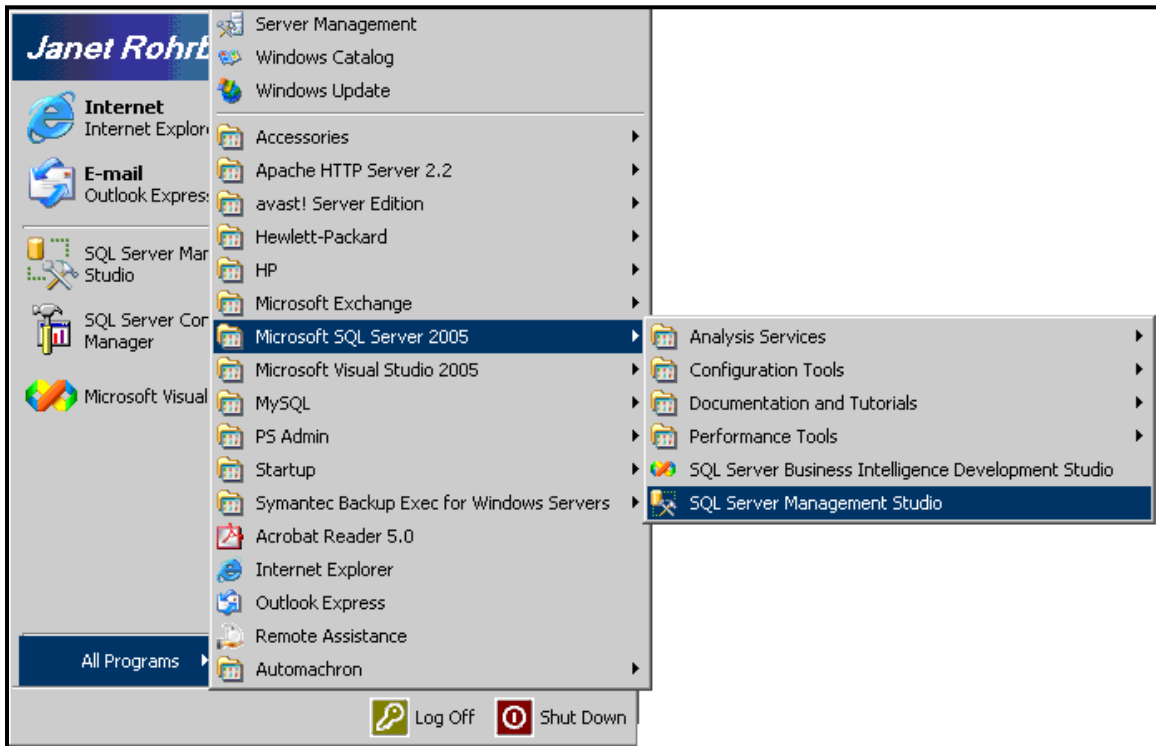 Janet Rohrb
Internet
Internet Explor
E-mail
Outlook Expres
SQL Server Mar
Studio
SQL Server Cor
Manager
Microsoft Visual
All Programs
Server Management
Windows Catalog
Windows Update
Accessories
Apache HTTP Server 2.2
avast! Server Edition
Hewlett-Packard
HP
Microsoft Exchange
Microsoft SQL Server 2005
Microsoft Visual Studio 2005
MySQL
PS Admin
Startup
Symantec Backup Exec for Windows Servers
Acrobat Reader 5.0
Internet Explorer
Outlook Express
Remote Assistance
Automachron
Analysis Services
Configuration Tools
Documentation and Tutorials
Performance Tools
SQL Server Business Intelligence Development Studio
SQL Server Management Studio
Log Off
Shut Down